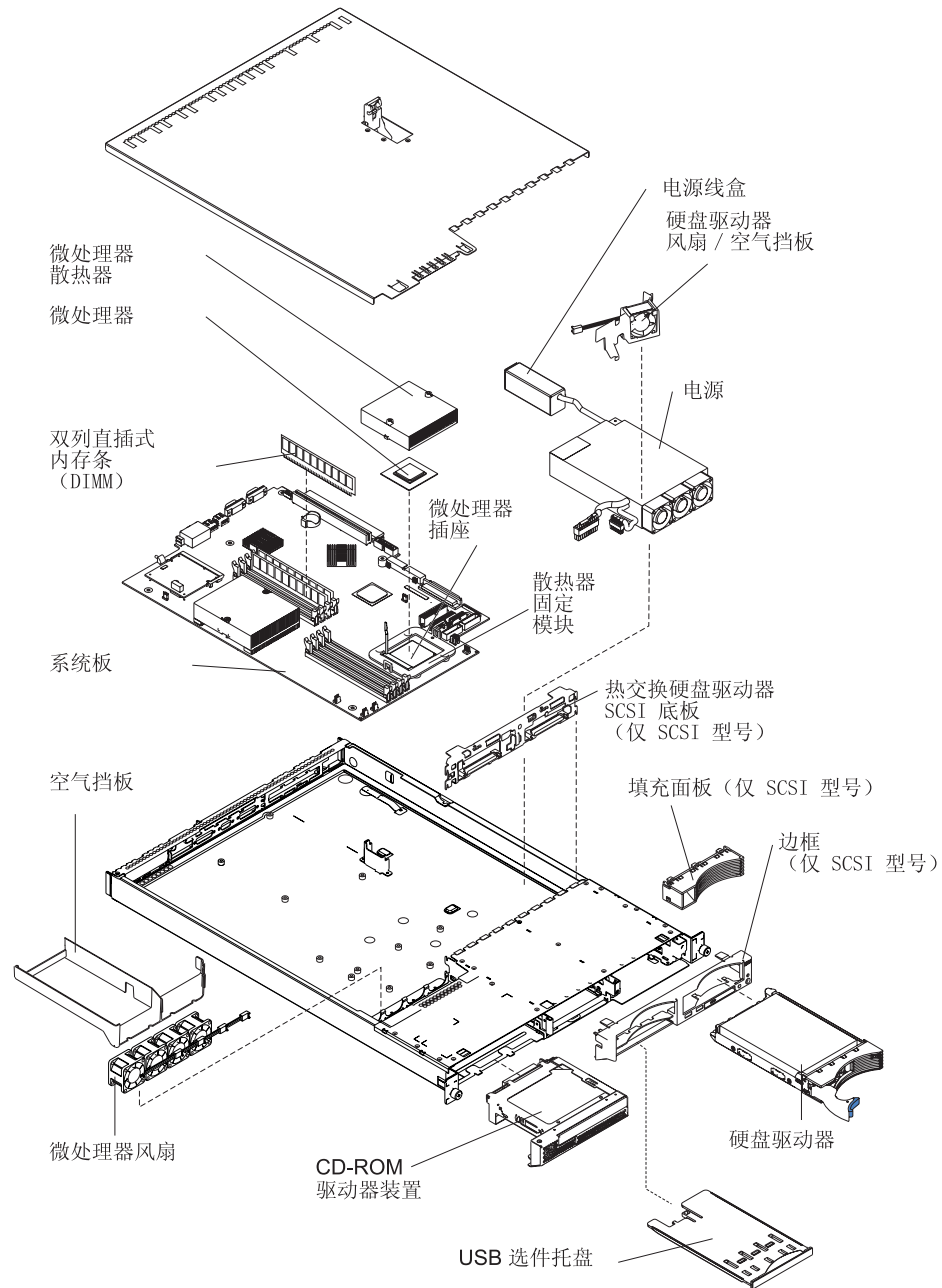 电源线盒
硬盘驱动器
风扇 / 空气挡板
微处理器
散热器
微处理器
电源
双列直插式
内存条
（DIMM）
微处理器
插座
散热器
固定
模块
系统板
热交换硬盘驱动器
SCSI 底板
（仅 SCSI 型号）
空气挡板
填充面板（仅 SCSI 型号）
边框
（仅 SCSI 型号）
微处理器风扇
硬盘驱动器
CD-ROM
驱动器装置
USB 选件托盘